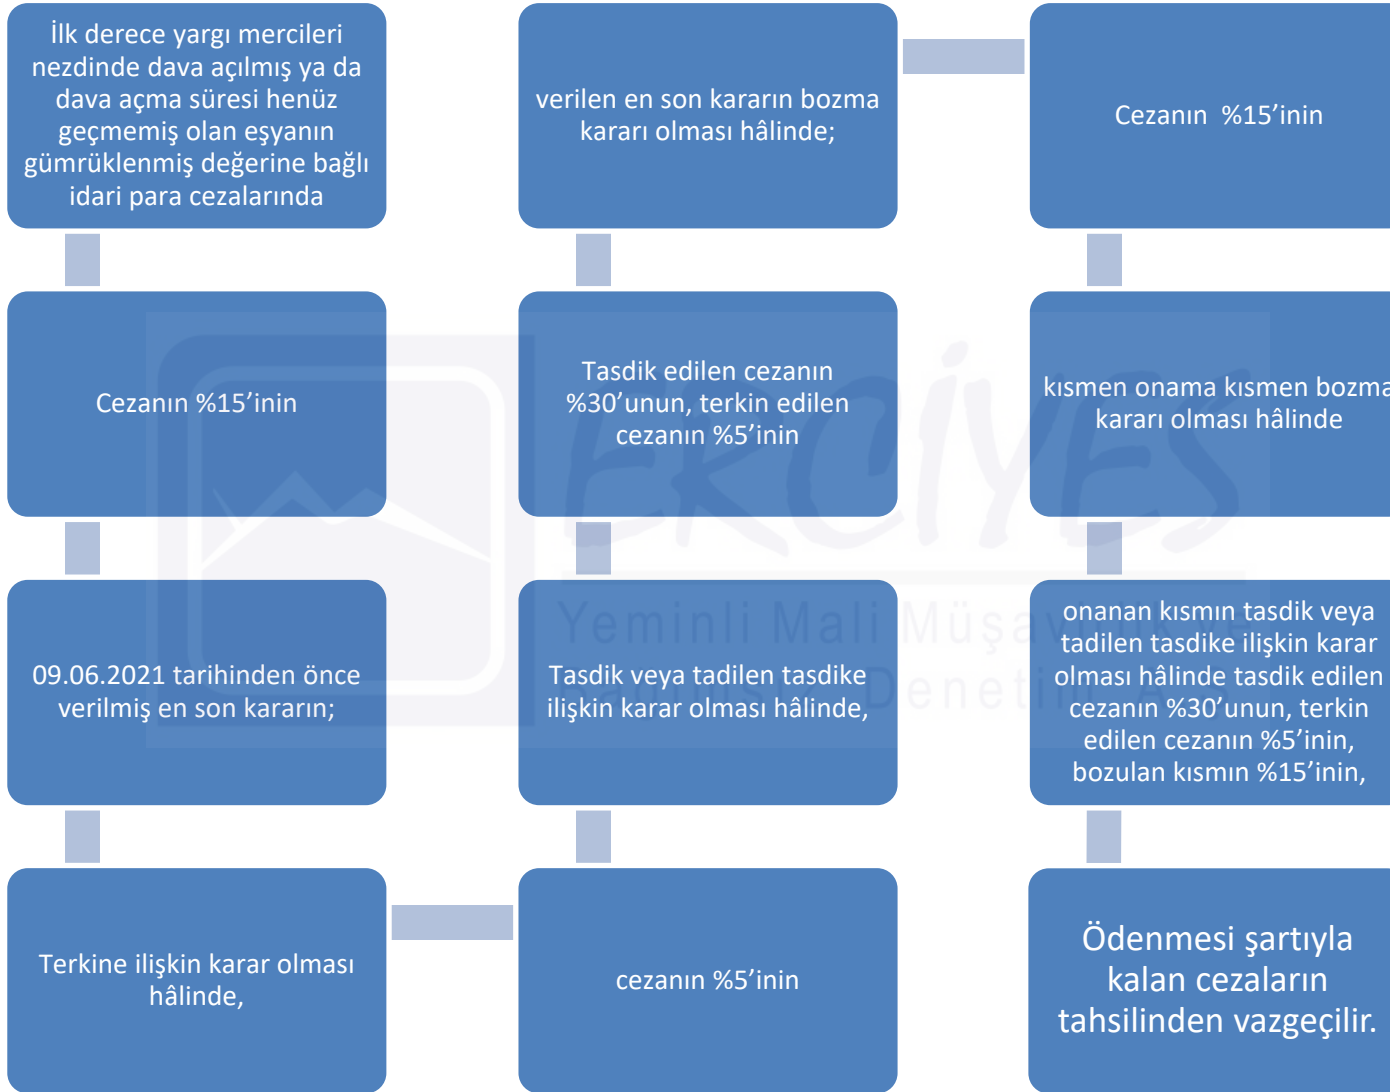 İlk derece yargı mercileri
nezdinde dava açılmış ya da
dava açma süresi henüz
geçmemiş olan eşyanın
gümrüklenmiş değerine bağlı
idari para cezalarında
Cezanın %15’inin
09.06.2021 tarihinden önce
verilmiş en son kararın;
Terkine ilişkin karar olması
hâlinde,
cezanın %5’inin
Tasdik veya tadilen tasdike
ilişkin karar olması hâlinde,
Tasdik edilen cezanın
%30’unun, terkin edilen
cezanın %5’inin
verilen en son kararın bozma
kararı olması hâlinde;
Cezanın %15’inin
kısmen onama kısmen bozma
kararı olması hâlinde
onanan kısmın tasdik veya
tadilen tasdike ilişkin karar
olması hâlinde tasdik edilen
cezanın %30’unun, terkin
edilen cezanın %5’inin,
bozulan kısmın %15’inin,
Ödenmesi şartıyla
kalan cezaların
tahsilinden vazgeçilir.
ERCİYES
Yeminli Mali Müşavirlik ve
Bağımsız Denetim A.Ş.